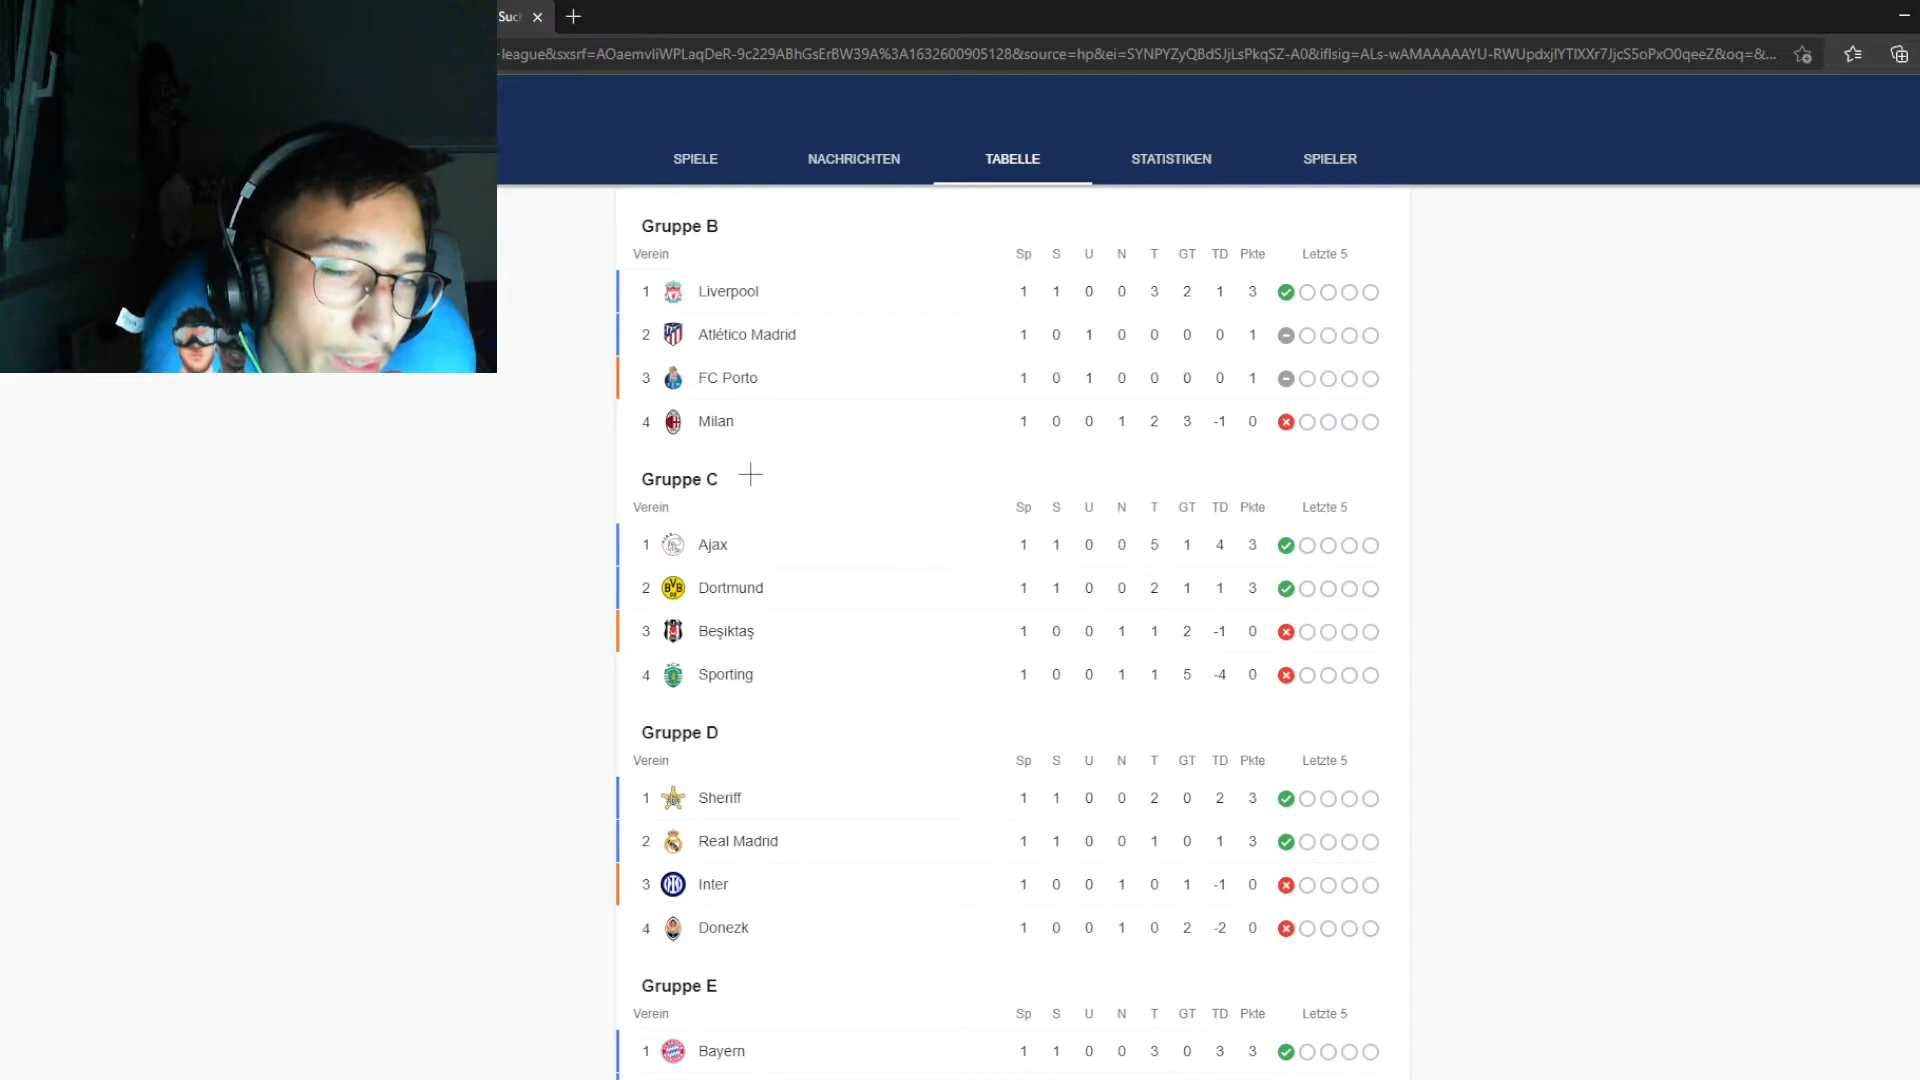 Suc
-league&sxsrf=AOaemvIiWPLaqDeR-9c229ABhGsErBW39A%3A1632600905128&source=hp&ei=SYNPYZyQBdSJjLsPkqSZ-A0&iflsig=ALs-wAMAAAAAYU-RWUpdxjlYTlXXr7JjcS5oPxO0qeeZ&oq=&...
SPIELE NACHRICHTEN TABELLE STATISTIKEN SPIELER
Gruppe B
Verein Sp S U N T GT TD Pkte Letzte 5
1 Liverpool 1 1 0 0 3 2 1 3
2 Atlético Madrid 1 0 1 0 0 0 0 1
3 FC Porto 1 0 1 0 0 0 0 1
4 Milan 1 0 0 1 2 3 -1 0
Gruppe C
Verein Sp S U N T GT TD Pkte Letzte 5
1 Ajax 1 1 0 0 5 1 4 3
2 Dortmund 1 1 0 0 2 1 1 3
3 Beşiktaş 1 0 0 1 1 2 -1 0
4 Sporting 1 0 0 1 1 5 -4 0
Gruppe D
Verein Sp S U N T GT TD Pkte Letzte 5
1 Sheriff 1 1 0 0 2 0 2 3
2 Real Madrid 1 1 0 0 1 0 1 3
3 Inter 1 0 0 1 0 1 -1 0
4 Donezk 1 0 0 1 0 2 -2 0
Gruppe E
Verein Sp S U N T GT TD Pkte Letzte 5
1 Bayern 1 1 0 0 3 0 3 3